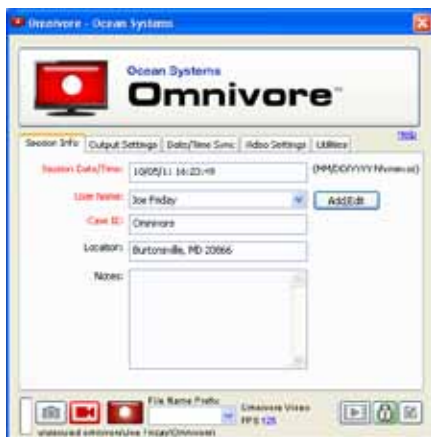 Omnivore - Ocean Systems
Ocean Systems
Omnivore™
Help
Session Info Output Settings Date/Time Sync Video Settings Utilities
Session Date/Time: 10/05/11 16:23:49 (MM/DD/YYYY hh:mm:ss)
User Name: Joe Friday Add/Edit
Case ID: Omnivore
Location: Burtonsville, MD 20866
Notes:
File Name Prefix
Omnivore Video
FPS